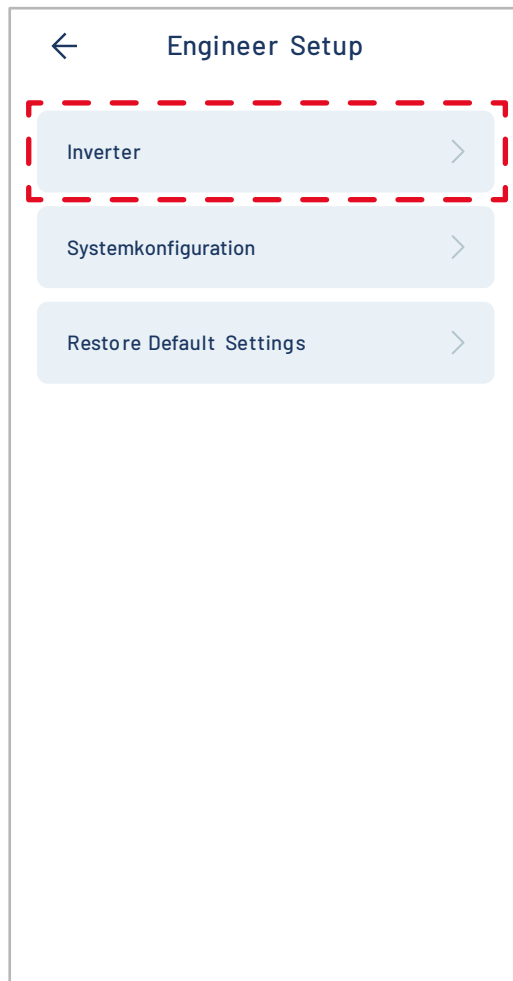 Engineer Setup
Inverter
Systemkonfiguration
Restore Default Settings